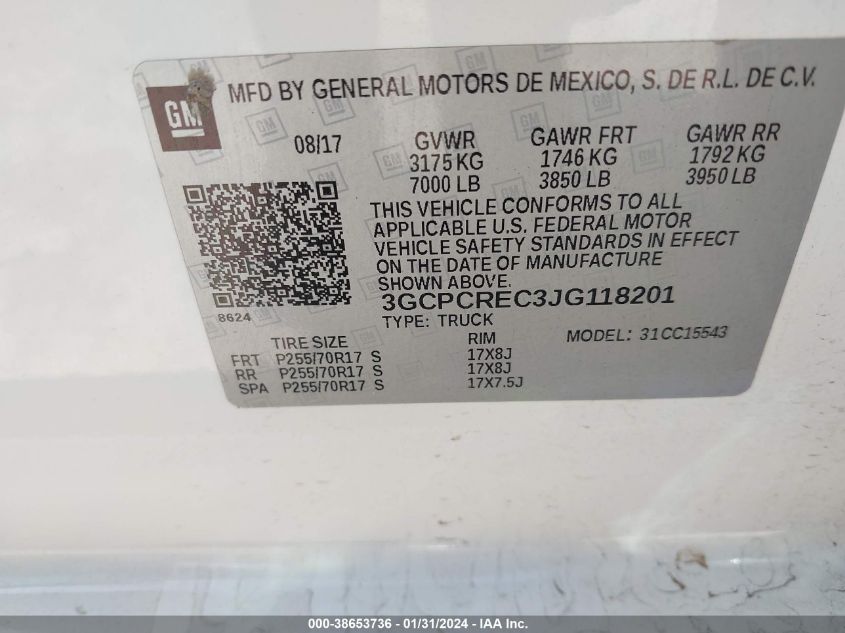 MFD BY GENERAL MOTORS DE MEXICO, S. DE R.L. DE C.V.
GM
08/17 GVWR GAWR FRT GAWR RR
3175 KG 1746 KG 1792 KG
7000 LB 3850 LB 3950 LB
THIS VEHICLE CONFORMS TO ALL
APPLICABLE U.S. FEDERAL MOTOR
VEHICLE SAFETY STANDARDS IN EFFECT
ON THE DATE OF MANUFACTURE
SHOWN ABOVE.
3GCPCREC3JG118201
8624
TYPE: TRUCK
MODEL: 31CC15543
TIRE SIZE RIM
FRT P255/70R17 S 17X8J
RR P255/70R17 S 17X8J
SPA P255/70R17 S 17X7.5J
000-38653736 - 01/31/2024 - IAA Inc.